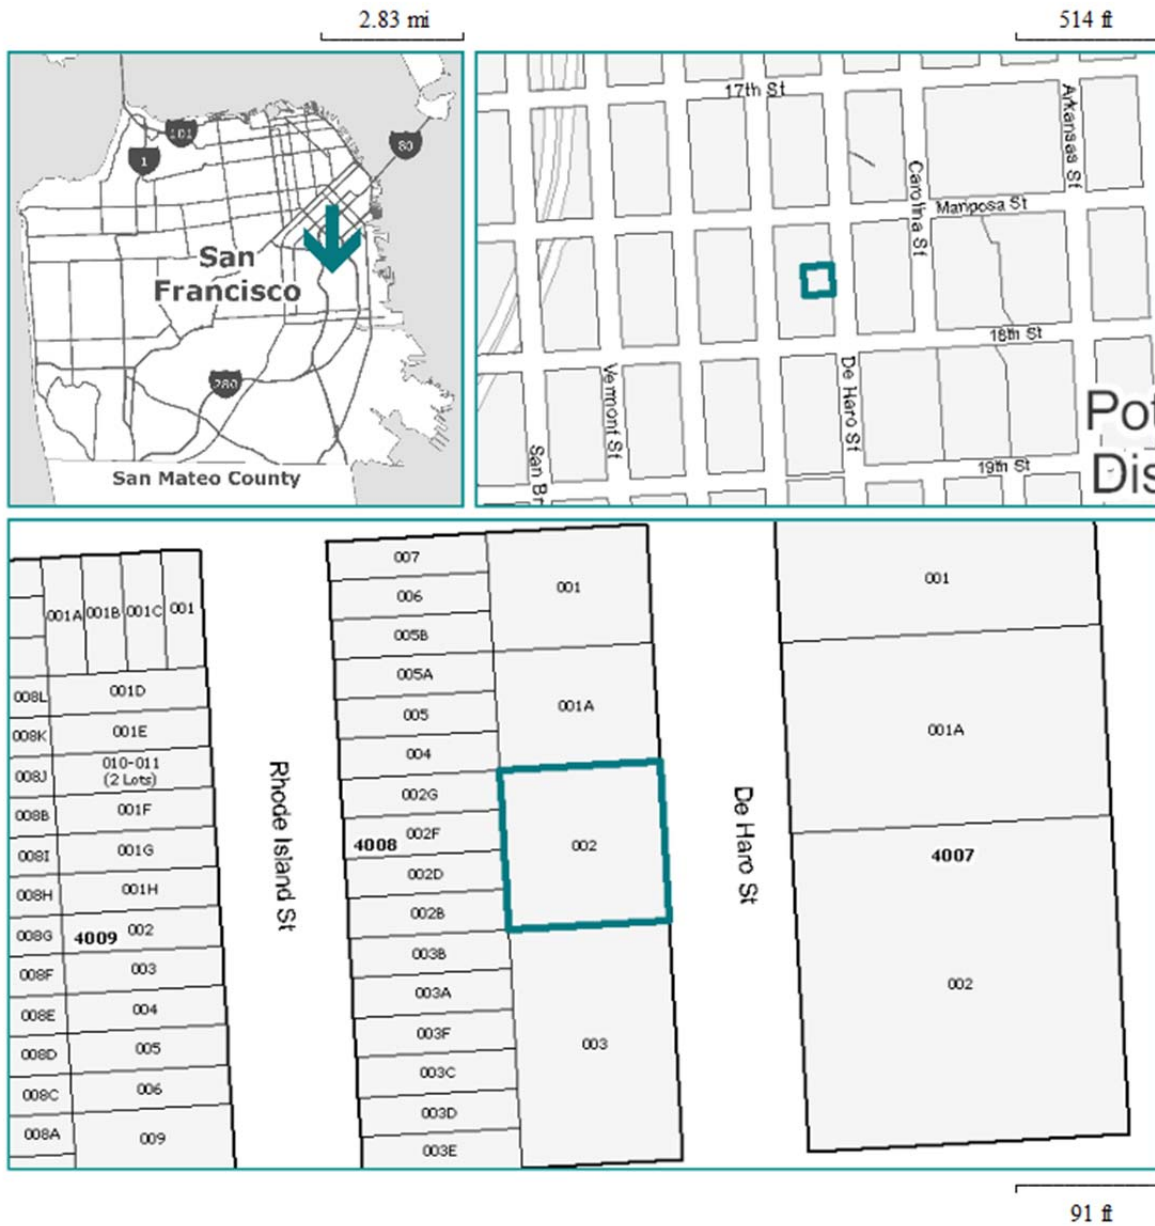 2.83 mi
514 ft
101
1
80
San
Francisco
280
San Mateo County
17th St
Arkansas St
Carolina St
Mariposa St
18th St
Vermont St
De Haro St
San Br
19th St
Pot
Dis
001A
001B
001C
001
008L
001D
008K
001E
008J
010-011
(2 Lots)
008B
001F
008I
001G
008H
001H
008G
4009
002
008F
003
008E
004
008D
005
008C
006
008A
009
Rhode Island St
007
006
005B
005A
005
004
002G
002F
4008
002D
002B
003B
003A
003F
003C
003D
003E
001
001A
002
003
De Haro St
001
001A
4007
002
91 ft